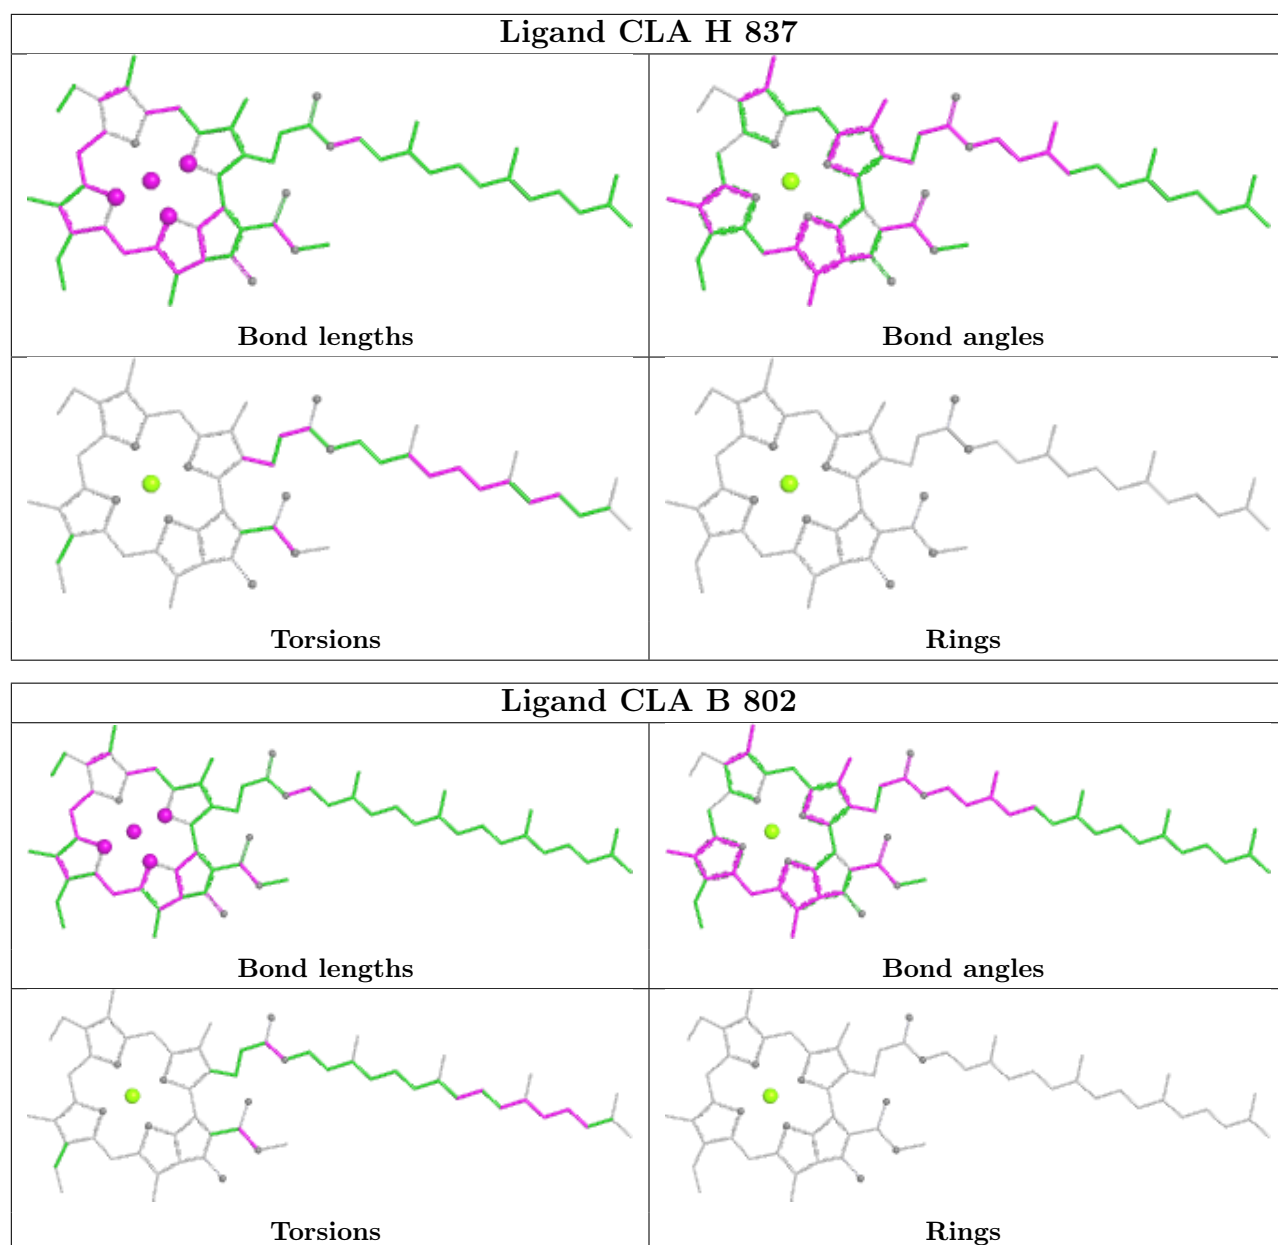 Ligand CLA H 837
Bond lengths
Bond angles
Torsions
Rings
Ligand CLA B 802
Bond lengths
Bond angles
Torsions
Rings